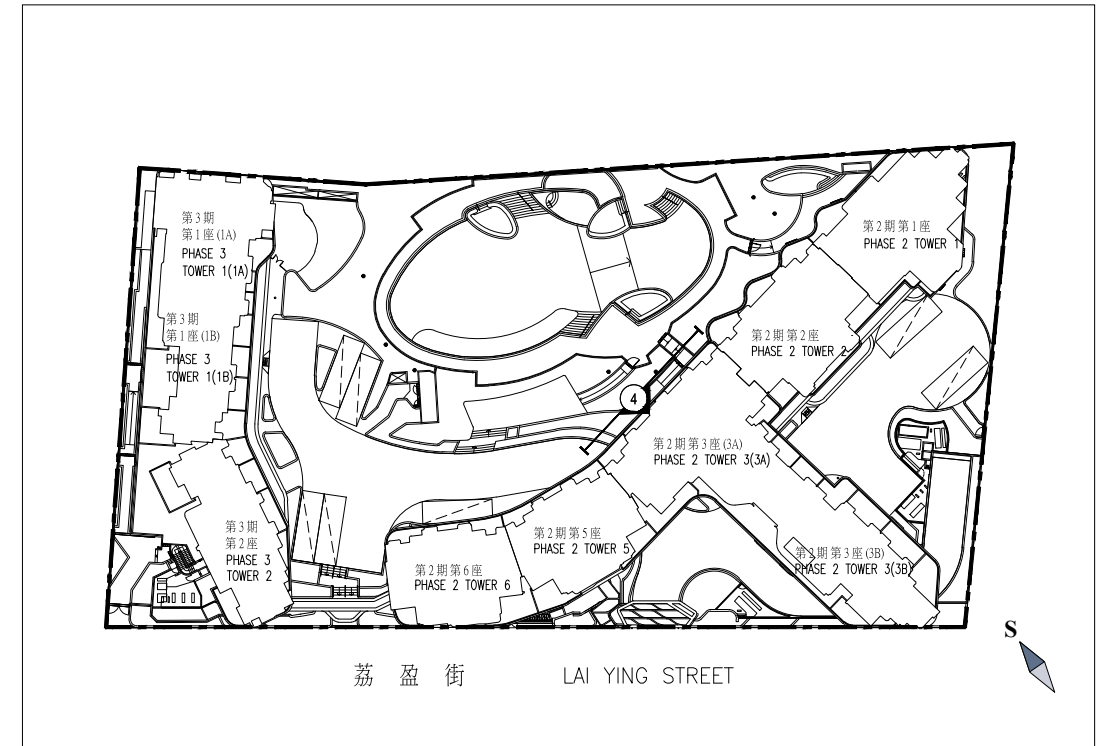 第3期
第1座(1A)
PHASE 3
TOWER 1(1A)
第3期
第1座(1B)
PHASE 3
TOWER 1(1B)
第2期第1座
PHASE 2 TOWER 1
第2期第2座
PHASE 2 TOWER 2
4
第2期第3座(3A)
PHASE 2 TOWER 3(3A)
第3期
第2座
PHASE 3
TOWER 2
第2期第5座
PHASE 2 TOWER 5
第2期第6座
PHASE 2 TOWER 6
第2期第3座(3B)
PHASE 2 TOWER 3(3B)
荔盈街 LAI YING STREET
S